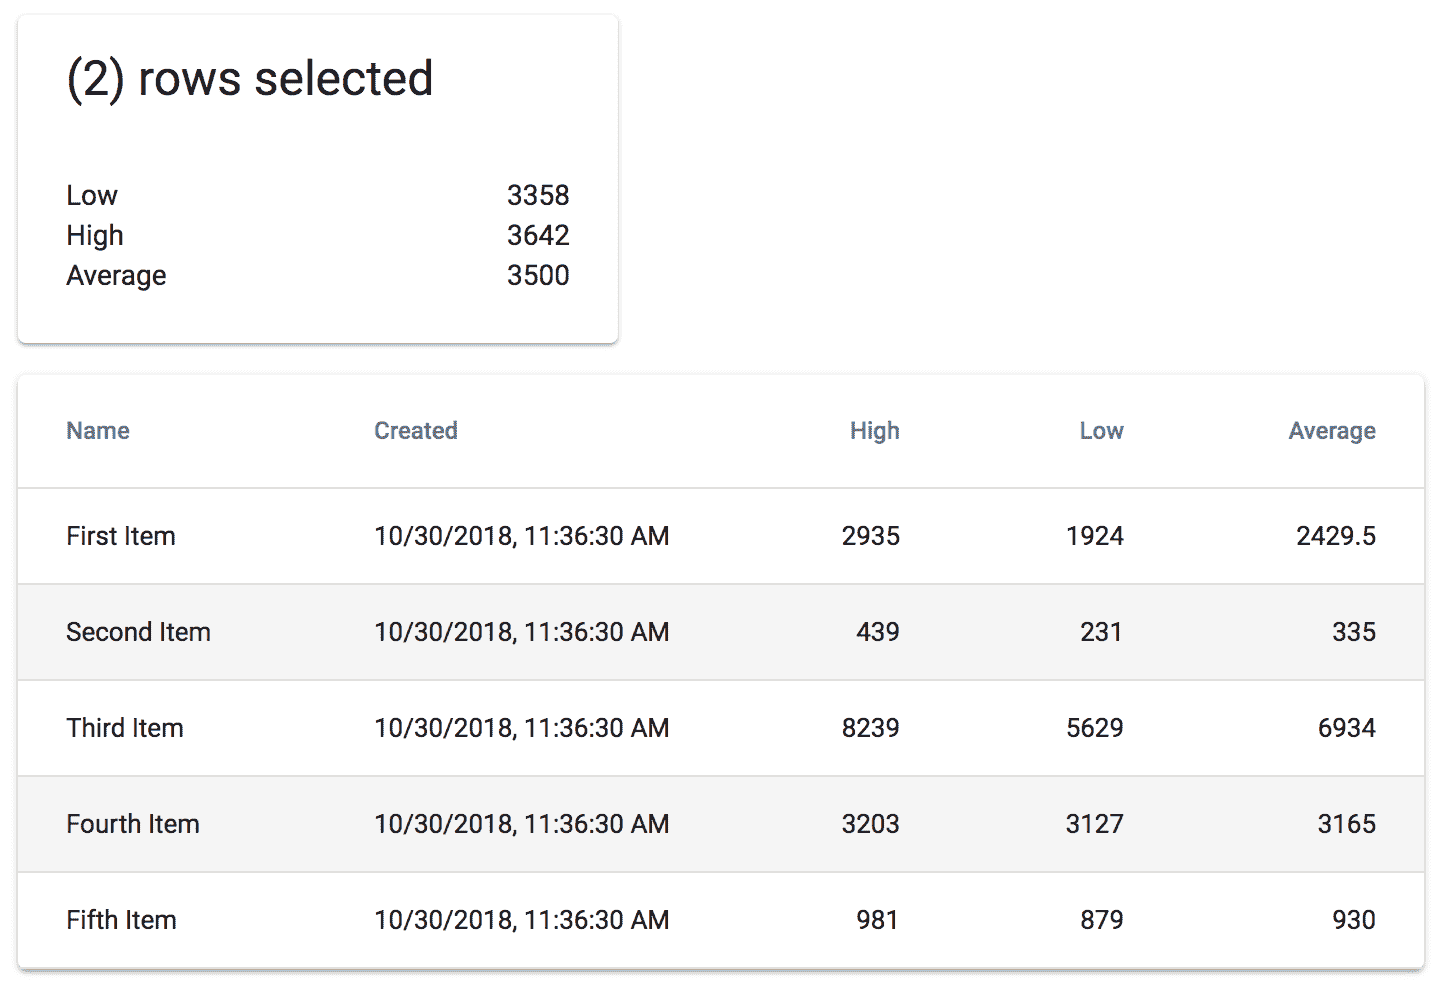 (2) rows selected
Low 3358
High 3642
Average 3500
Name Created High Low Average
First Item 10/30/2018, 11:36:30 AM 2935 1924 2429.5
Second Item 10/30/2018, 11:36:30 AM 439 231 335
Third Item 10/30/2018, 11:36:30 AM 8239 5629 6934
Fourth Item 10/30/2018, 11:36:30 AM 3203 3127 3165
Fifth Item 10/30/2018, 11:36:30 AM 981 879 930